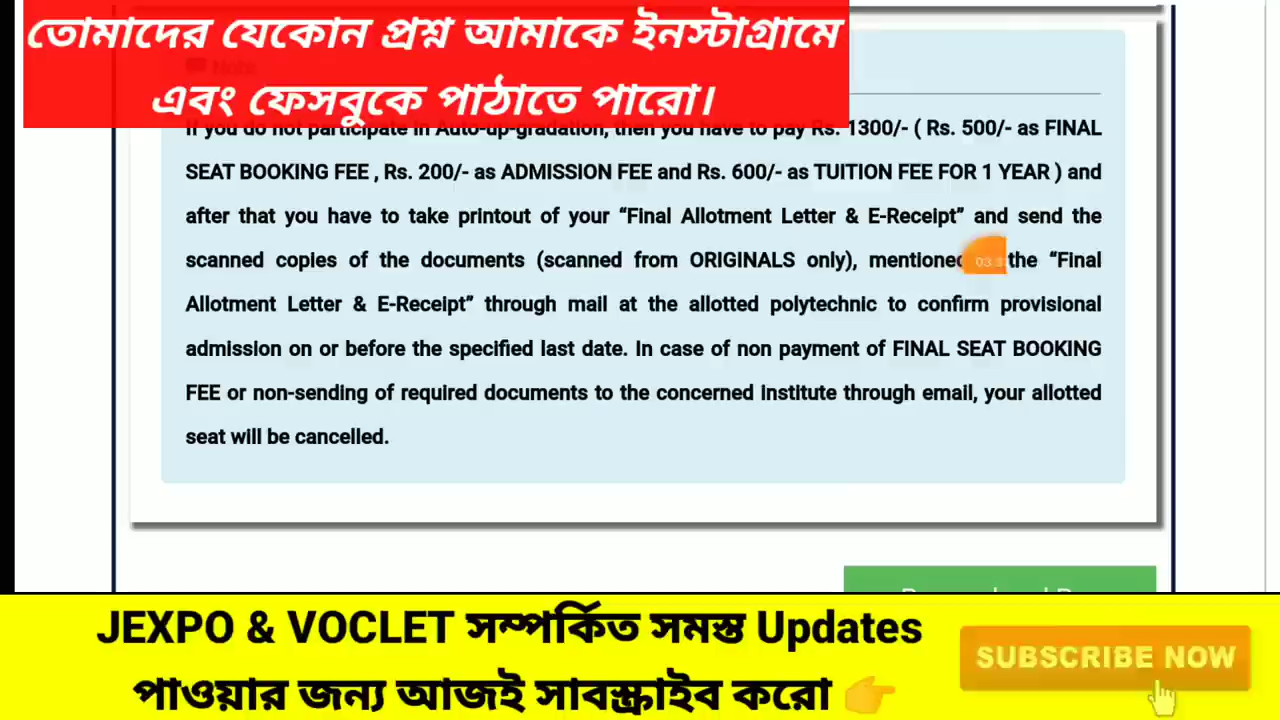 তোমাদের যেকোন প্রশ্ন আমাকে ইনস্টাগ্রামে
এবং ফেসবুকে পাঠাতে পারো।
Note
If you do not participate in Auto-up-gradation, then you have to pay Rs. 1300/- ( Rs. 500/- as FINAL
SEAT BOOKING FEE , Rs. 200/- as ADMISSION FEE and Rs. 600/- as TUITION FEE FOR 1 YEAR ) and
after that you have to take printout of your “Final Allotment Letter & E-Receipt” and send the
scanned copies of the documents (scanned from ORIGINALS only), mentioned the “Final
Allotment Letter & E-Receipt” through mail at the allotted polytechnic to confirm provisional
admission on or before the specified last date. In case of non payment of FINAL SEAT BOOKING
FEE or non-sending of required documents to the concerned institute through email, your allotted
seat will be cancelled.
JEXPO & VOCLET সম্পর্কিত সমস্ত Updates
পাওয়ার জন্য আজই সাবস্ক্রাইব করো
SUBSCRIBE NOW